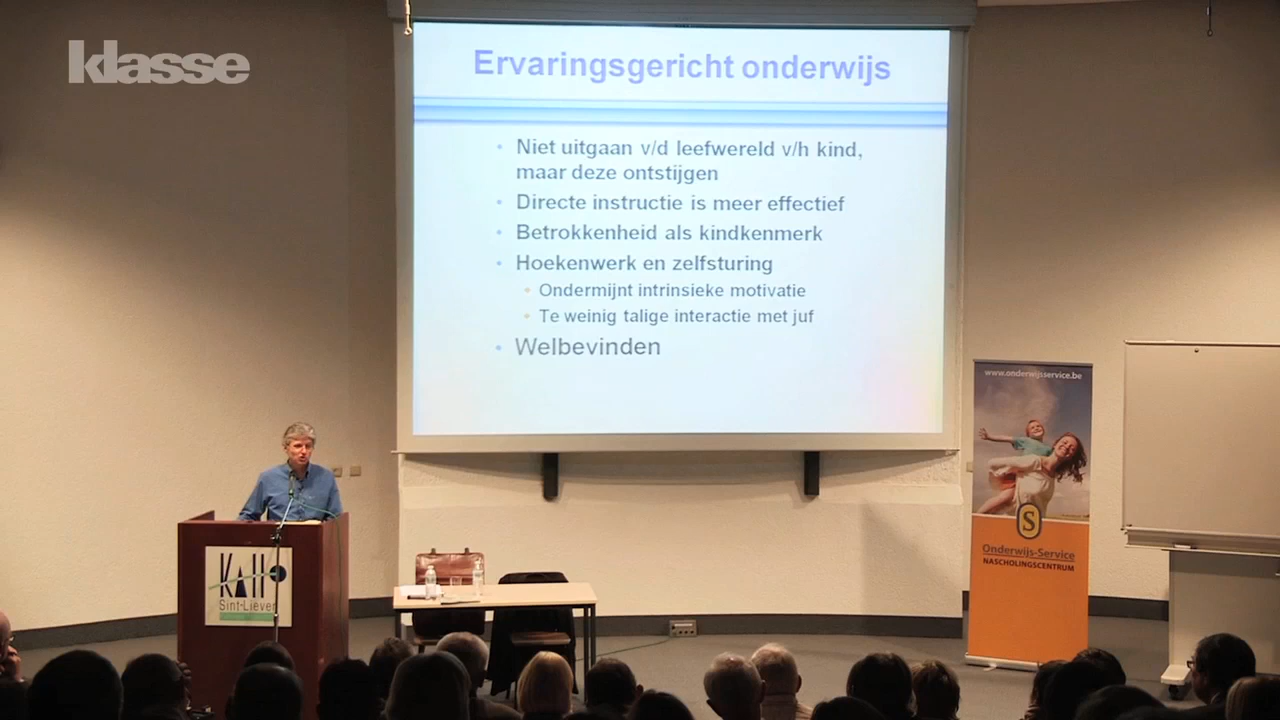 klasse
Ervaringsgericht onderwijs
Niet uitgaan v/d leefwereld v/h kind,
maar deze ontstijgen
Directe instructie is meer effectief
Betrokkenheid als kindkenmerk
Hoekenwerk en zelfsturing
Ondermijnt intrinsieke motivatie
Te weinig talige interactie met juf
Welbevinden
www.onderwijsservice.be
S
Onderwijs-Service
NASCHOLINGSCENTRUM
KAHO
Sint-Lieven